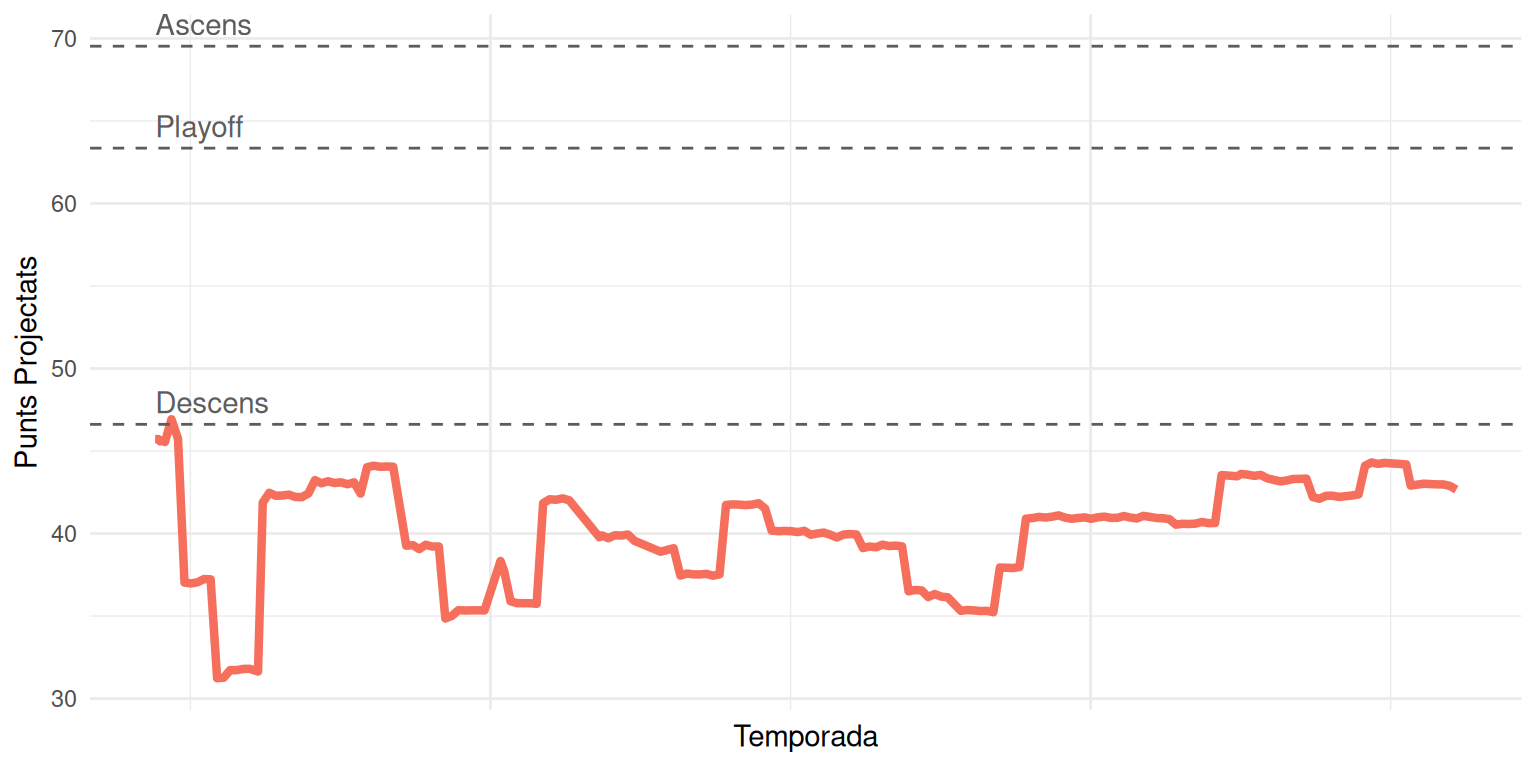 Ascens
70
Playoff
60
50
Descens
40
30
Punts Projectats
Temporada